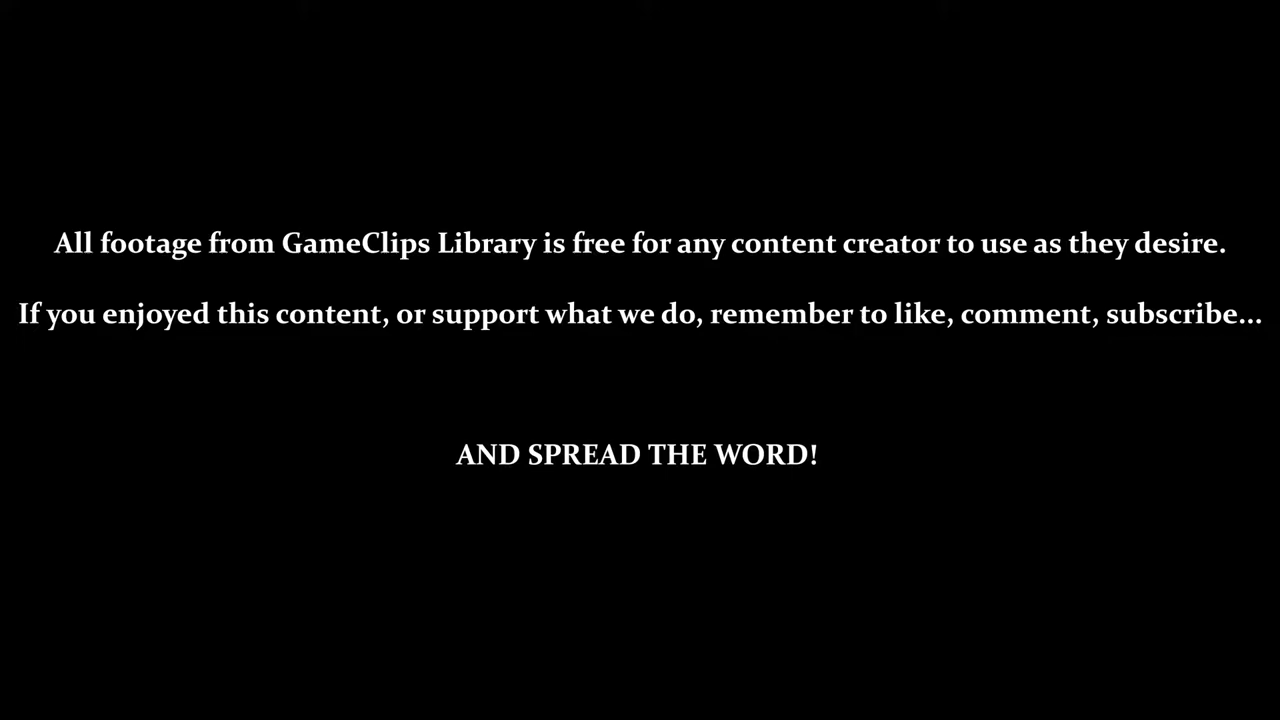 All footage from GameClips Library is free for any content creator to use as they desire.
If you enjoyed this content, or support what we do, remember to like, comment, subscribe...
AND SPREAD THE WORD!